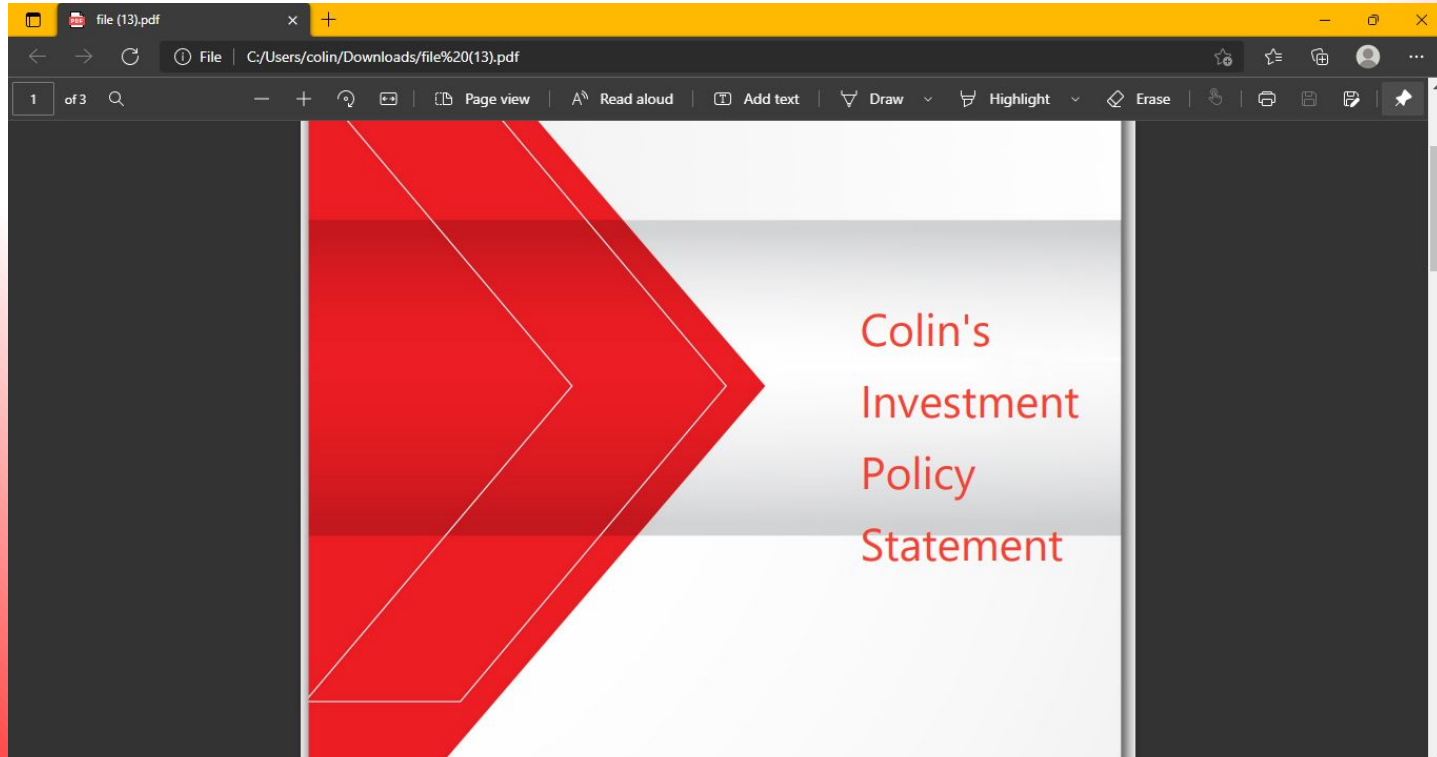 file (13).pdf
File C:/Users/colin/Downloads/file%20(13).pdf
1 of 3 Page view Read aloud Add text Draw Highlight Erase
Colin's
Investment
Policy
Statement